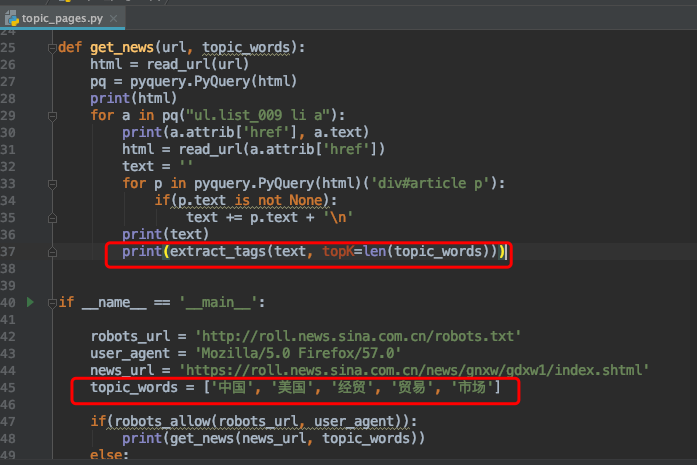 topic_pages.py
24
25 def get_news(url, topic_words):
26 html = read_url(url)
27 pq = pyquery.PyQuery(html)
28 print(html)
29 for a in pq("ul.list_009 li a"):
30 print(a.attrib['href'], a.text)
31 html = read_url(a.attrib['href'])
32 text = ''
33 for p in pyquery.PyQuery(html)('div#article p'):
34 if(p.text is not None):
35 text += p.text + '\n'
36 print(text)
37 print(extract_tags(text, topK=len(topic_words)))
38
39
40 if __name__ == '__main__':
41
42 robots_url = 'http://roll.news.sina.com.cn/robots.txt'
43 user_agent = 'Mozilla/5.0 Firefox/57.0'
44 news_url = 'https://roll.news.sina.com.cn/news/gnxw/gdxw1/index.shtml'
45 topic_words = ['中国', '美国', '经贸', '贸易', '市场']
46
47 if(robots_allow(robots_url, user_agent)):
48 print(get_news(news_url, topic_words))
49 else: